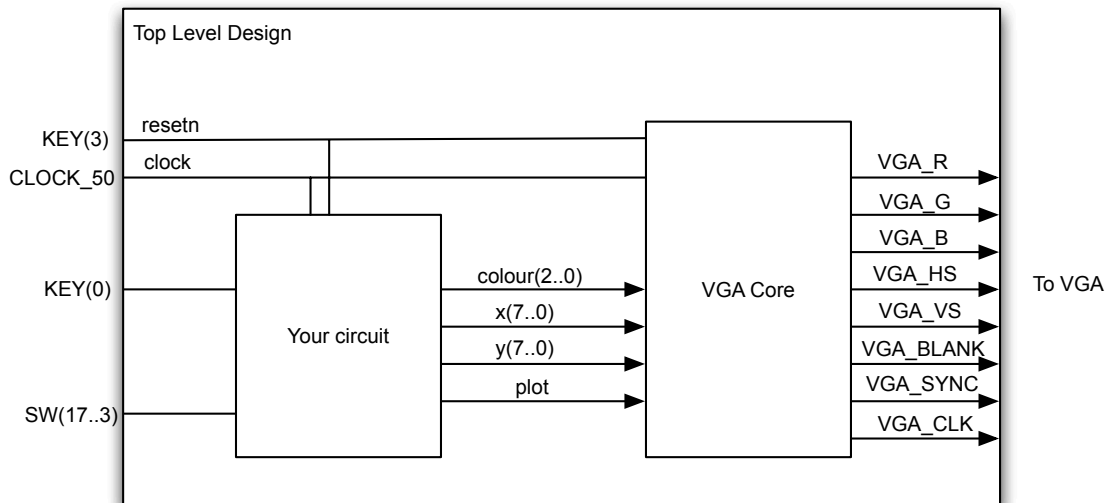 Top Level Design
KEY(3)
resetn
CLOCK_50
clock
KEY(0)
SW(17..3)
Your circuit
colour(2..0)
x(7..0)
y(7..0)
plot
VGA Core
VGA_R
VGA_G
VGA_B
VGA_HS
VGA_VS
VGA_BLANK
VGA_SYNC
VGA_CLK
To VGA